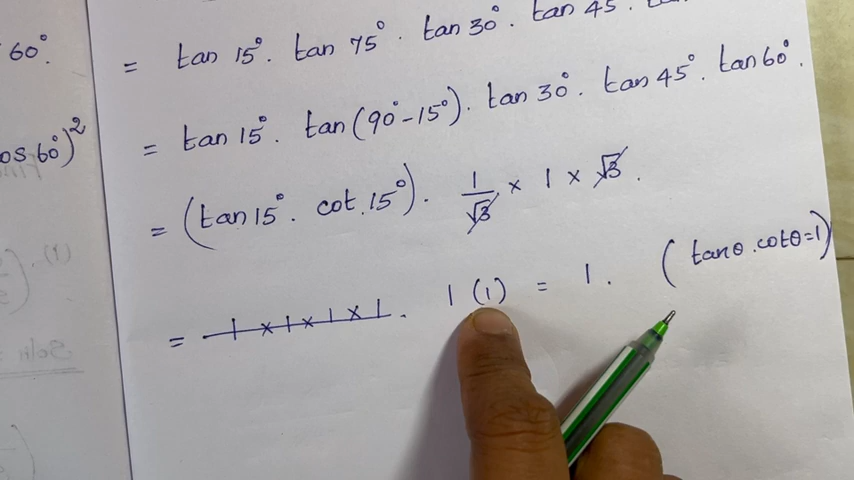 60°.
os 60°)²
= tan 15°. tan 75°. tan 30°. tan 45°.
= tan 15°. tan (90°-15°). tan 30°. tan 45°. tan 60°.
= (tan 15°. cot. 15°). 1/√3 × 1 × √3.
= 1 × 1 × 1 × 1. 1 (1) = 1. (tanθ.cotθ=1)